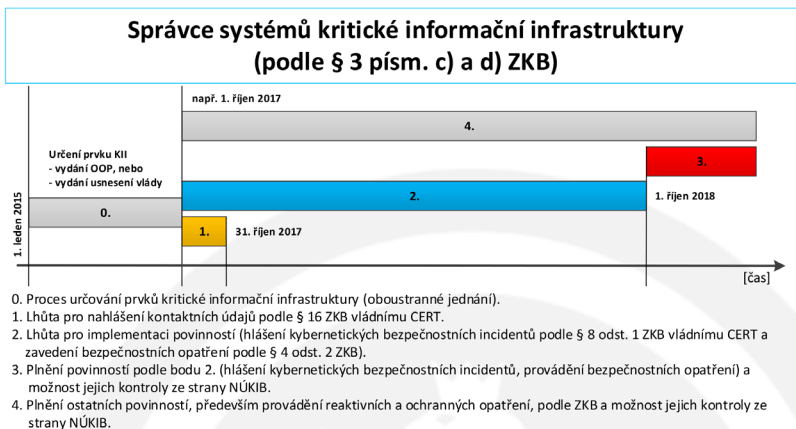 Správce systémů kritické informační infrastruktury
(podle § 3 písm. c) a d) ZKB)
např. 1. říjen 2017
4.
Určení prvku KII
- vydání OOP, nebo
- vydání usnesení vlády
3.
1. leden 2015
2.
1. říjen 2018
0.
1.
31. říjen 2017
[čas]
0. Proces určování prvků kritické informační infrastruktury (oboustranné jednání).
1. Lhůta pro nahlášení kontaktních údajů podle § 16 ZKB vládnímu CERT.
2. Lhůta pro implementaci povinností (hlášení kybernetických bezpečnostních incidentů podle § 8 odst. 1 ZKB vládnímu CERT a
zavedení bezpečnostních opatření podle § 4 odst. 2 ZKB).
3. Plnění povinností podle bodu 2. (hlášení kybernetických bezpečnostních incidentů, provádění bezpečnostních opatření) a
možnost jejich kontroly ze strany NÚKIB.
4. Plnění ostatních povinností, především provádění reaktivních a ochranných opatření, podle ZKB a možnost jejich kontroly ze
strany NÚKIB.